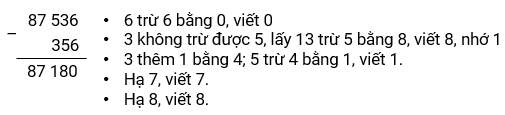 87 536
−
356
87 180
• 6 trừ 6 bằng 0, viết 0
• 3 không trừ được 5, lấy 13 trừ 5 bằng 8, viết 8, nhớ 1
• 3 thêm 1 bằng 4; 5 trừ 4 bằng 1, viết 1.
• Hạ 7, viết 7.
• Hạ 8, viết 8.